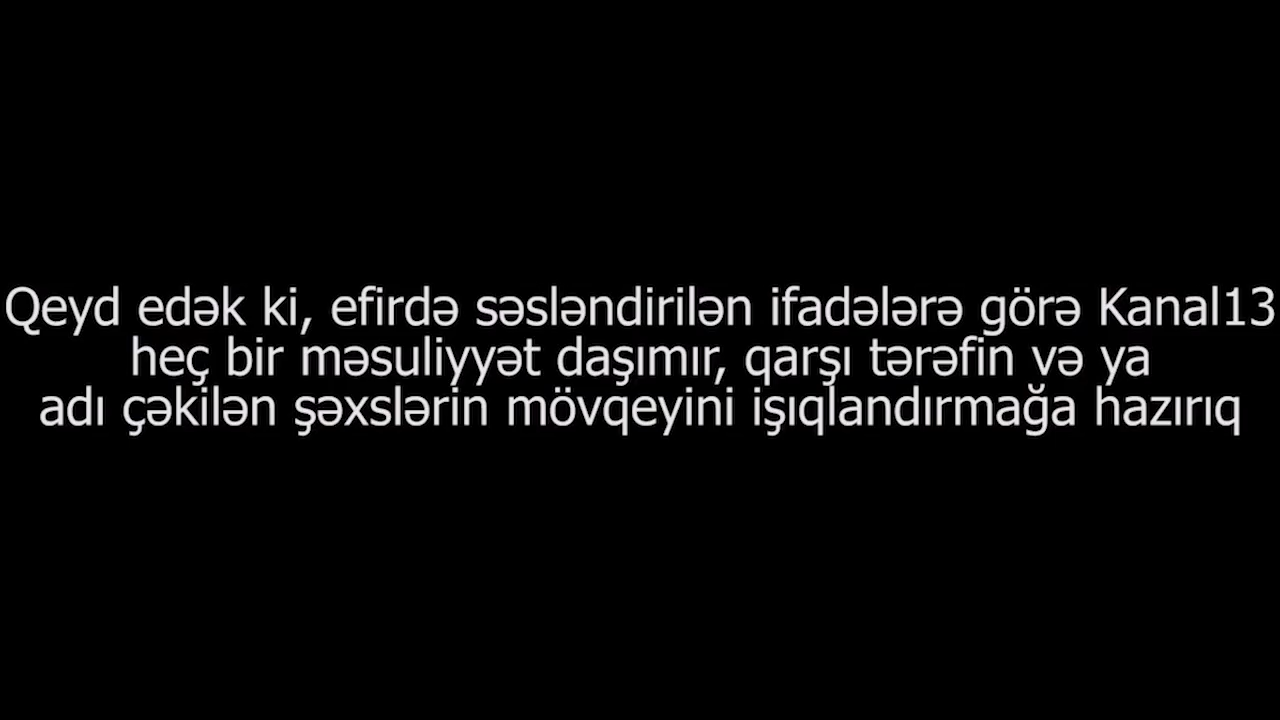 Qeyd edək ki, efirdə səsləndirilən ifadələrə görə Kanal13
heç bir məsuliyyət daşımır, qarşı tərəfin və ya
adı çəkilən şəxslərin mövqeyini işıqlandırmağa hazırıq